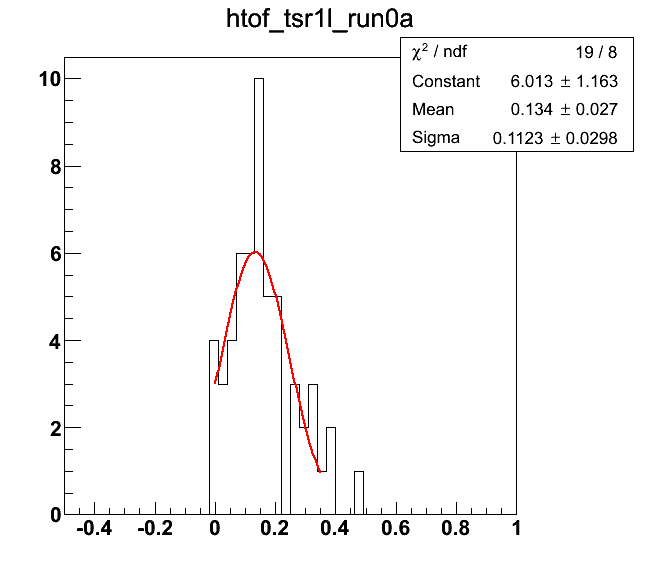 htof_tsr1l_run0a
χ² / ndf 19 / 8
Constant 6.013 ± 1.163
Mean 0.134 ± 0.027
Sigma 0.1123 ± 0.0298
10
8
6
4
2
0
-0.4 -0.2 0 0.2 0.4 0.6 0.8 1